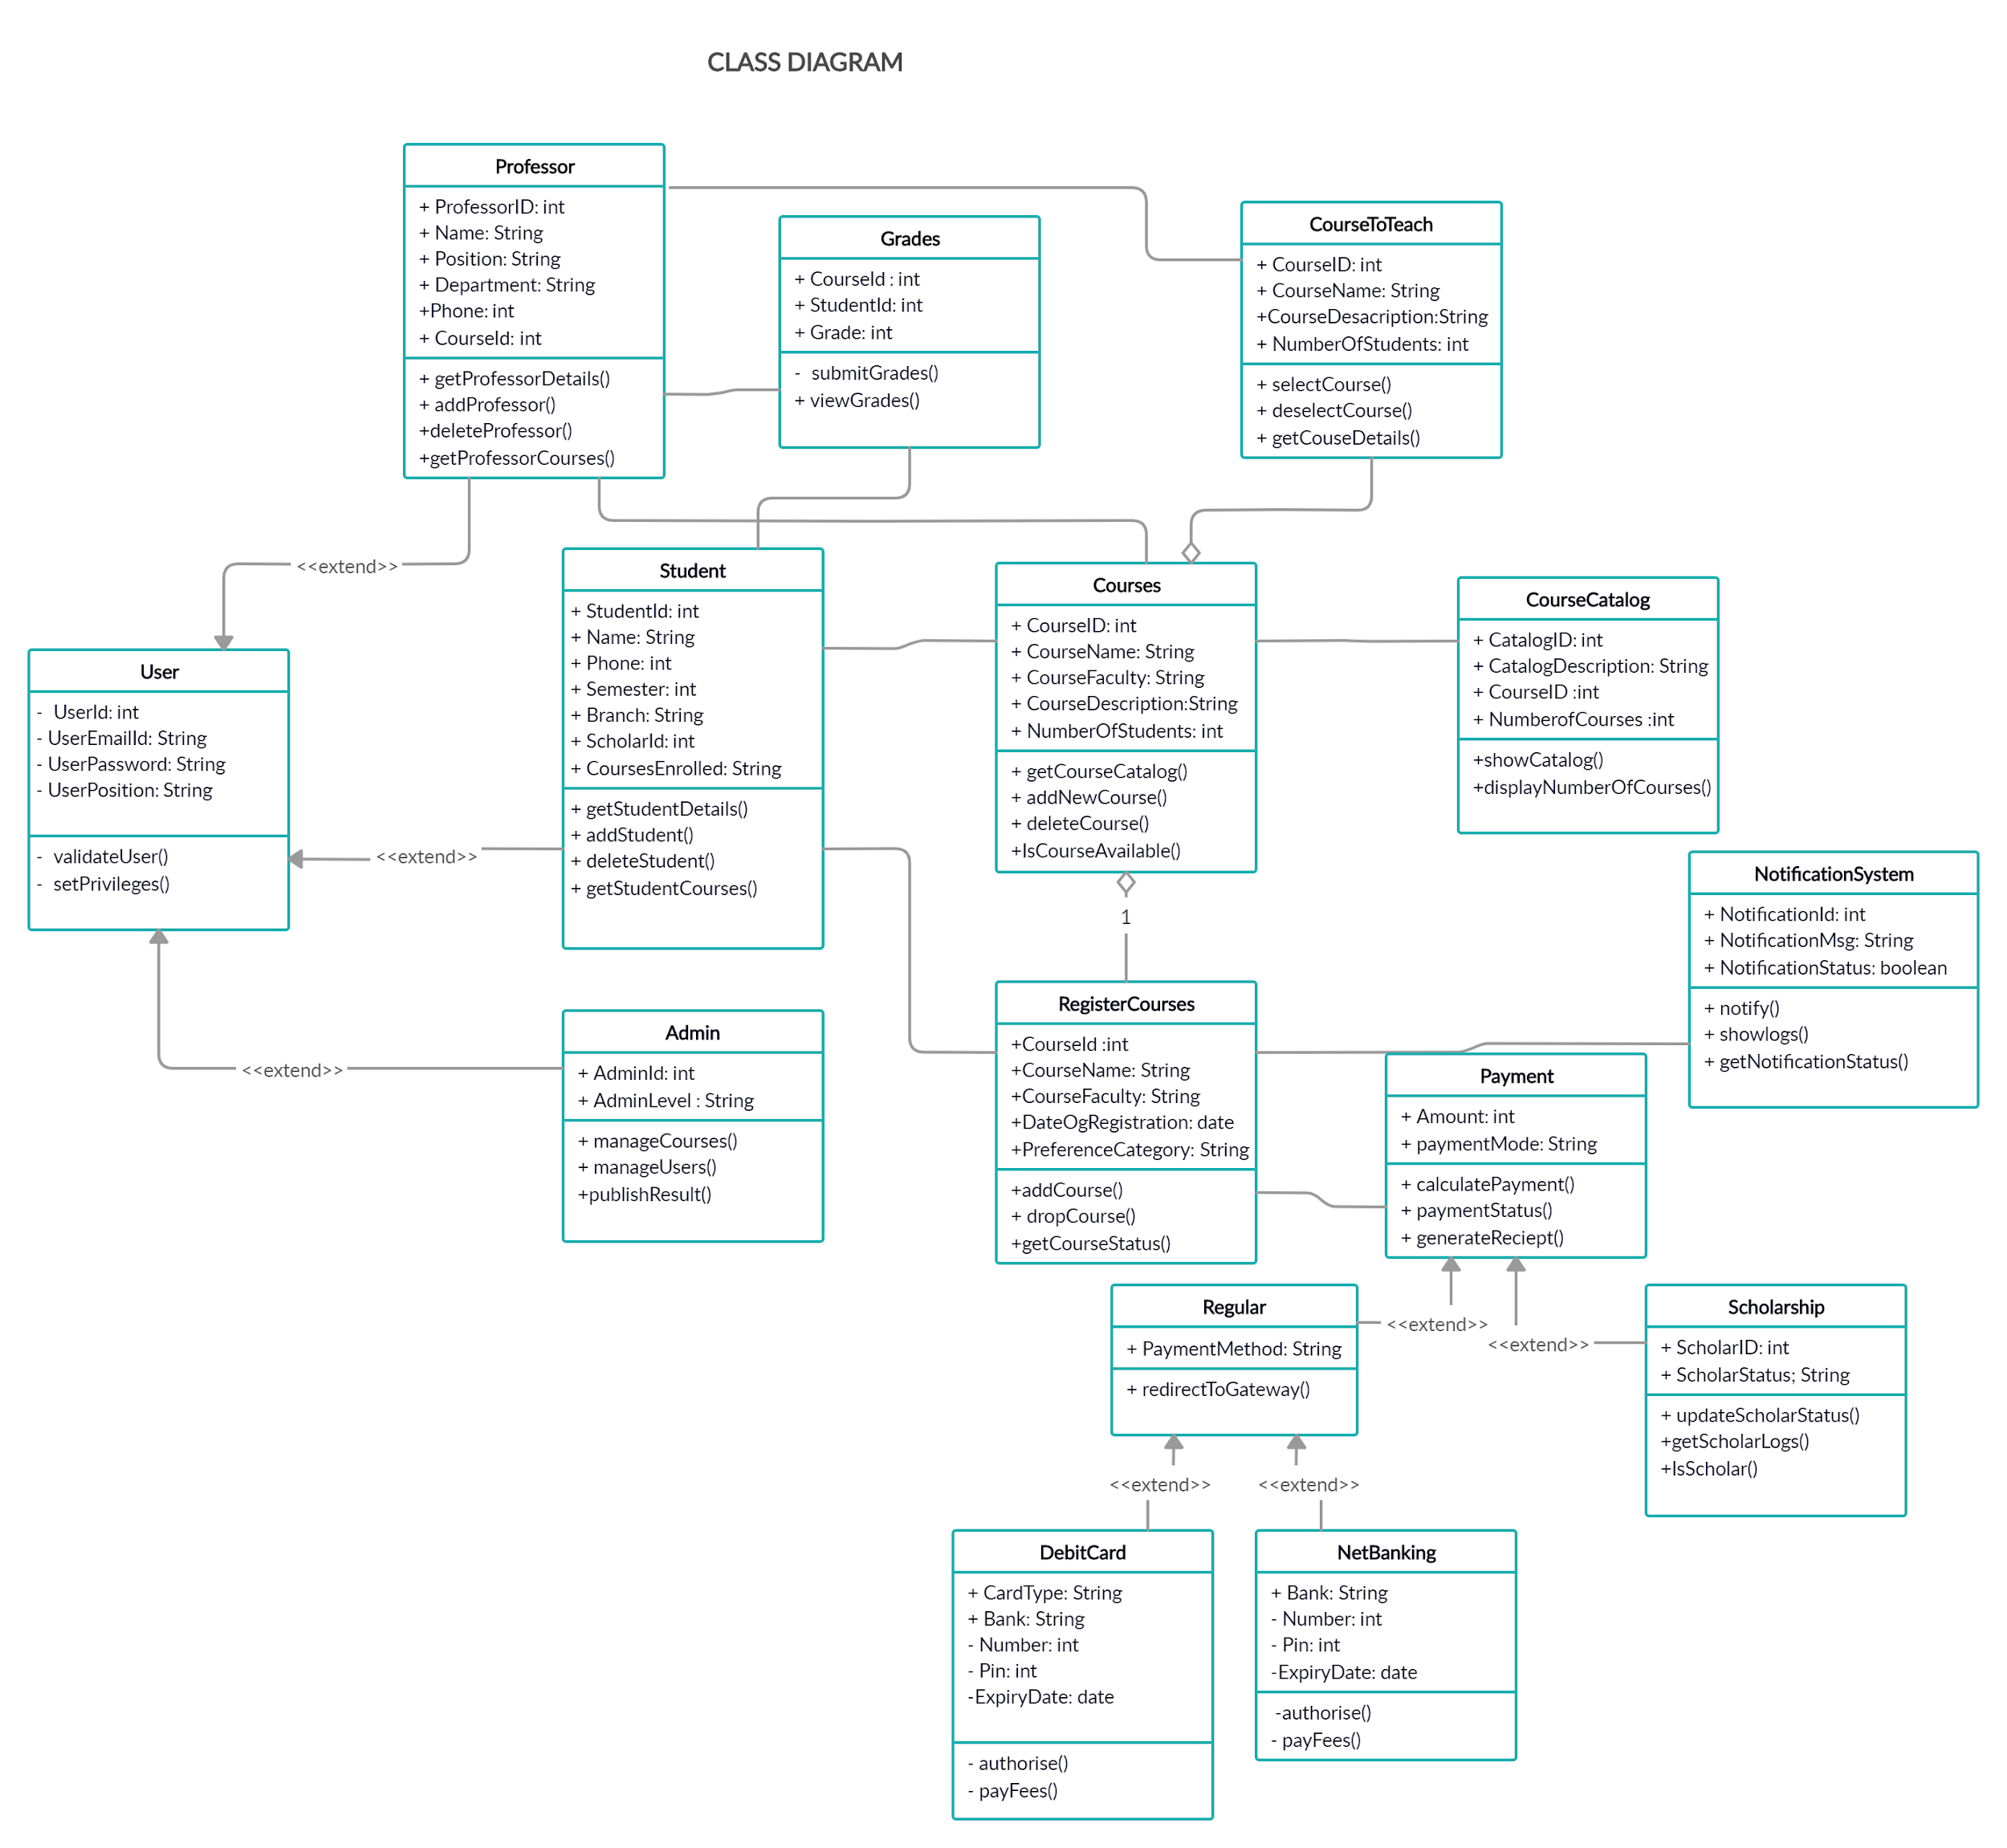 CLASS DIAGRAM
Professor
+ ProfessorID: int
+ Name: String
+ Position: String
+ Department: String
+Phone: int
+ CourseId: int
+ getProfessorDetails()
+ addProfessor()
+deleteProfessor()
+getProfessorCourses()
Grades
+ CourseId : int
+ StudentId: int
+ Grade: int
- submitGrades()
+ viewGrades()
CourseToTeach
+ CourseID: int
+ CourseName: String
+CourseDesacription:String
+ NumberOfStudents: int
+ selectCourse()
+ deselectCourse()
+ getCouseDetails()
<<extend>>
User
- UserId: int
- UserEmailId: String
- UserPassword: String
- UserPosition: String
- validateUser()
- setPrivileges()
<<extend>>
Student
+ StudentId: int
+ Name: String
+ Phone: int
+ Semester: int
+ Branch: String
+ ScholarId: int
+ CoursesEnrolled: String
+ getStudentDetails()
+ addStudent()
+ deleteStudent()
+ getStudentCourses()
Courses
+ CourseID: int
+ CourseName: String
+ CourseFaculty: String
+ CourseDescription:String
+ NumberOfStudents: int
+ getCourseCatalog()
+ addNewCourse()
+ deleteCourse()
+IsCourseAvailable()
CourseCatalog
+ CatalogID: int
+ CatalogDescription: String
+ CourseID :int
+ NumberofCourses :int
+showCatalog()
+displayNumberOfCourses()
1
NotificationSystem
+ NotificationId: int
+ NotificationMsg: String
+ NotificationStatus: boolean
+ notify()
+ showlogs()
+ getNotificationStatus()
<<extend>>
Admin
+ AdminId: int
+ AdminLevel : String
+ manageCourses()
+ manageUsers()
+publishResult()
RegisterCourses
+CourseId :int
+CourseName: String
+CourseFaculty: String
+DateOgRegistration: date
+PreferenceCategory: String
+addCourse()
+ dropCourse()
+getCourseStatus()
Payment
+ Amount: int
+ paymentMode: String
+ calculatePayment()
+ paymentStatus()
+ generateReciept()
Regular
+ PaymentMethod: String
+ redirectToGateway()
<<extend>>
<<extend>>
Scholarship
+ ScholarID: int
+ ScholarStatus; String
+ updateScholarStatus()
+getScholarLogs()
+IsScholar()
<<extend>>
<<extend>>
DebitCard
+ CardType: String
+ Bank: String
- Number: int
- Pin: int
-ExpiryDate: date
- authorise()
- payFees()
NetBanking
+ Bank: String
- Number: int
- Pin: int
-ExpiryDate: date
-authorise()
- payFees()